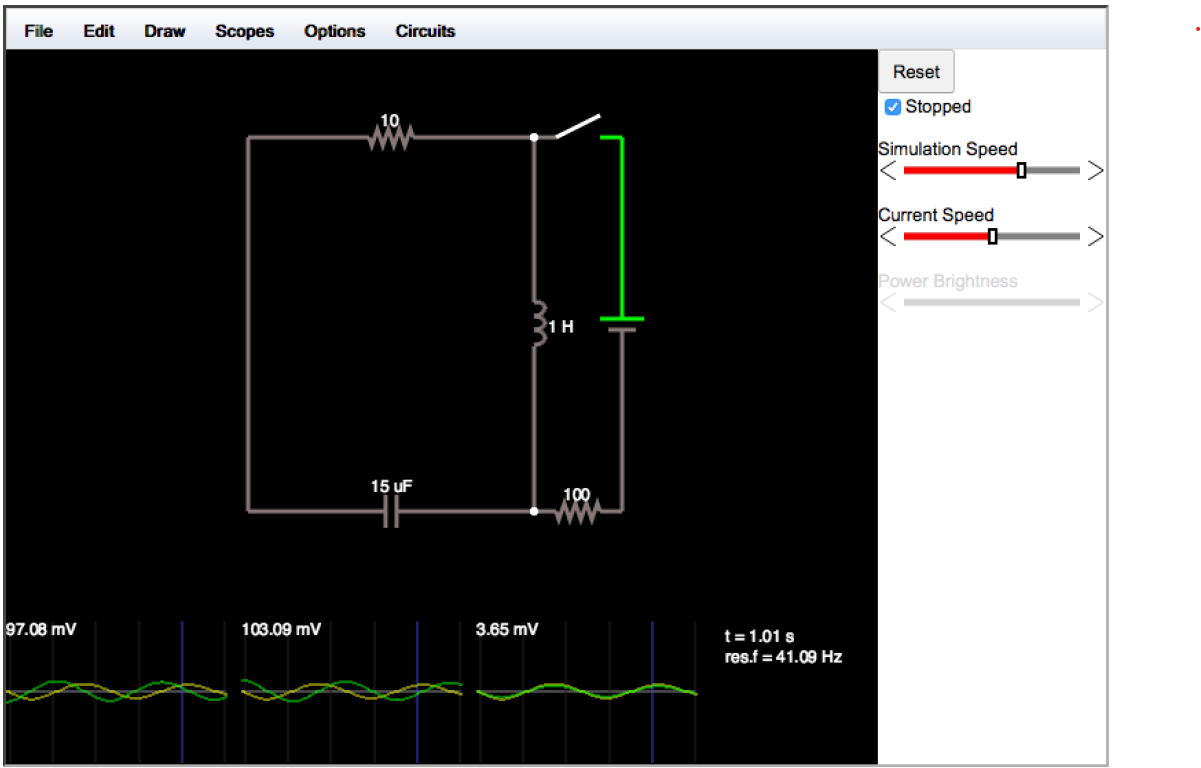 File Edit Draw Scopes Options Circuits
Reset
Stopped
Simulation Speed
Current Speed
Power Brightness
10
1 H
15 uF
100
97.08 mV
103.09 mV
3.65 mV
t = 1.01 s
res.f = 41.09 Hz